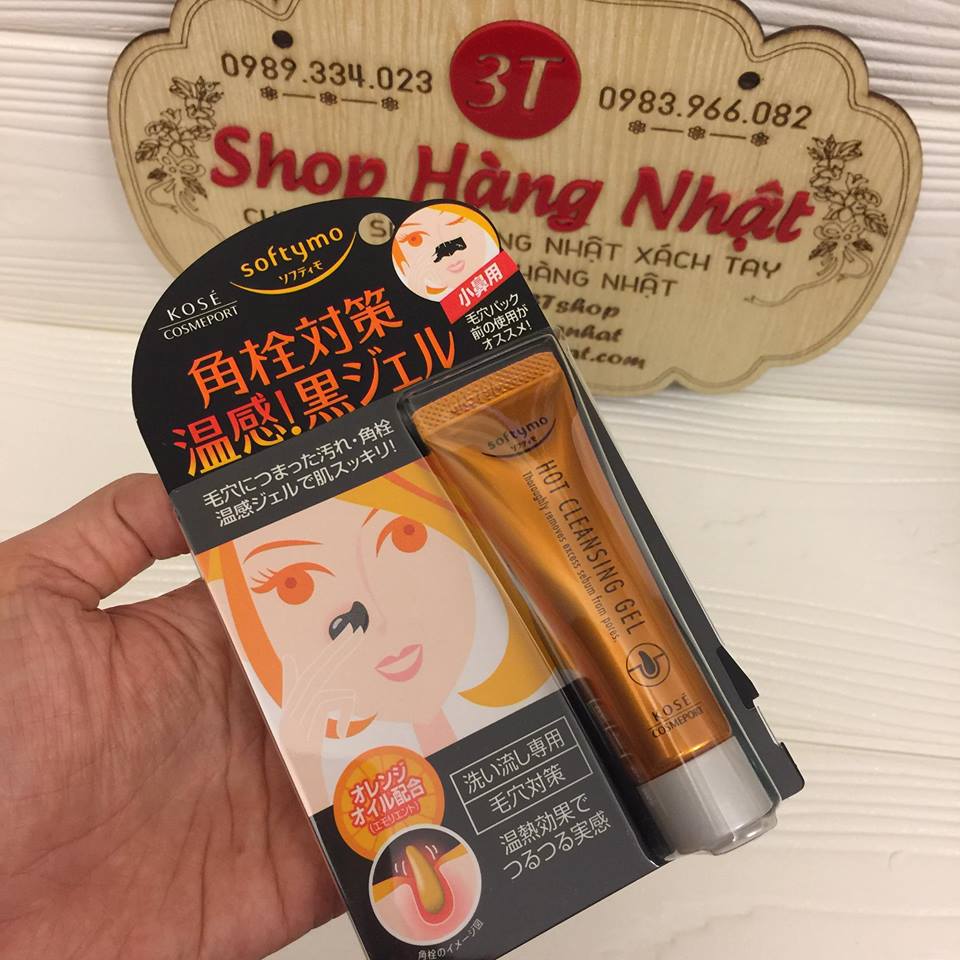 0989.334.023
3T
0983.966.082
Shop Hàng Nhật
NG NHẬT XÁCH TAY
HÀNG NHẬT
Tshop
nhat
t.com
softymo
ソフティモ
KOSÉ
COSMEPORT
小鼻用
毛穴パック
前の使用が
オススメ!
角栓対策
温感!黒ジェル
毛穴につまった汚れ・角栓
温感ジェルで肌スッキリ!
softymo
ソフティモ
HOT CLEANSING GEL
Thoroughly removes excess sebum from pores.
KOSÉ
COSMEPORT
オレンジ
オイル配合
(エモリエント)
洗い流し専用
毛穴対策
温熱効果で
つるつる実感
角栓のイメージ図